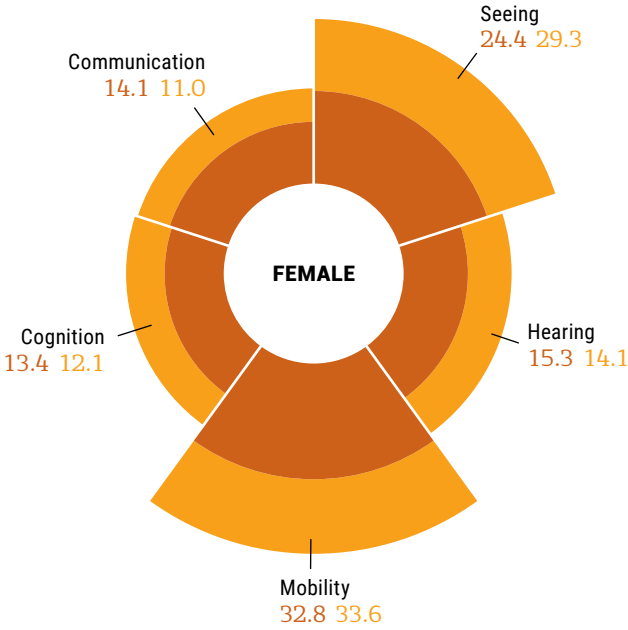 Seeing
24.4 29.3
Communication
14.1 11.0
FEMALE
Hearing
15.3 14.1
Cognition
13.4 12.1
Mobility
32.8 33.6